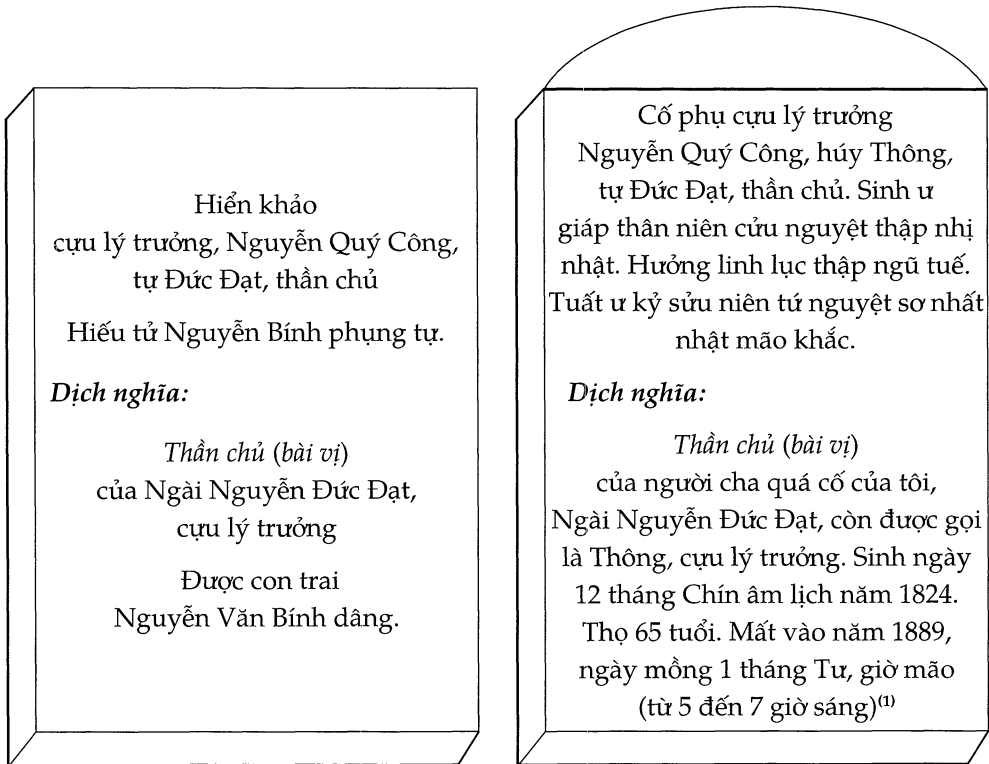 Hiển khảo
cựu lý trưởng, Nguyễn Quý Công,
tự Đức Đạt, thần chủ
Hiếu tử Nguyễn Bính phụng tự.
Dịch nghĩa:
Thần chủ (bài vị)
của Ngài Nguyễn Đức Đạt,
cựu lý trưởng
Được con trai
Nguyễn Văn Bính dâng.
Cố phụ cựu lý trưởng
Nguyễn Quý Công, húy Thông,
tự Đức Đạt, thần chủ. Sinh ư
giáp thân niên cửu nguyệt thập nhị
nhật. Hưởng linh lục thập ngũ tuế.
Tuất ư kỷ sửu niên tứ nguyệt sơ nhất
nhật mão khắc.
Dịch nghĩa:
Thần chủ (bài vị)
của người cha quá cố của tôi,
Ngài Nguyễn Đức Đạt, còn được gọi
là Thông, cựu lý trưởng. Sinh ngày
12 tháng Chín âm lịch năm 1824.
Thọ 65 tuổi. Mất vào năm 1889,
ngày mồng 1 tháng Tư, giờ mão
(từ 5 đến 7 giờ sáng)(1)